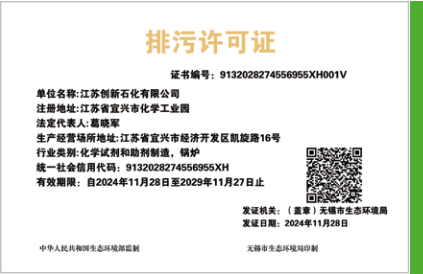 排污许可证
证书编号：9132028274556955XH001V
单位名称:江苏创新石化有限公司
注册地址:江苏省宜兴市化学工业园
法定代表人:葛晓军
生产经营场所地址:江苏省宜兴市经济开发区凯旋路16号
行业类别:化学试剂和助剂制造，锅炉
统一社会信用代码：9132028274556955XH
有效期限：自2024年11月28日至2029年11月27日止
发证机关：（盖章）无锡市生态环境局
发证日期：2024年11月28日
中华人民共和国生态环境部监制
无锡市生态环境局印制